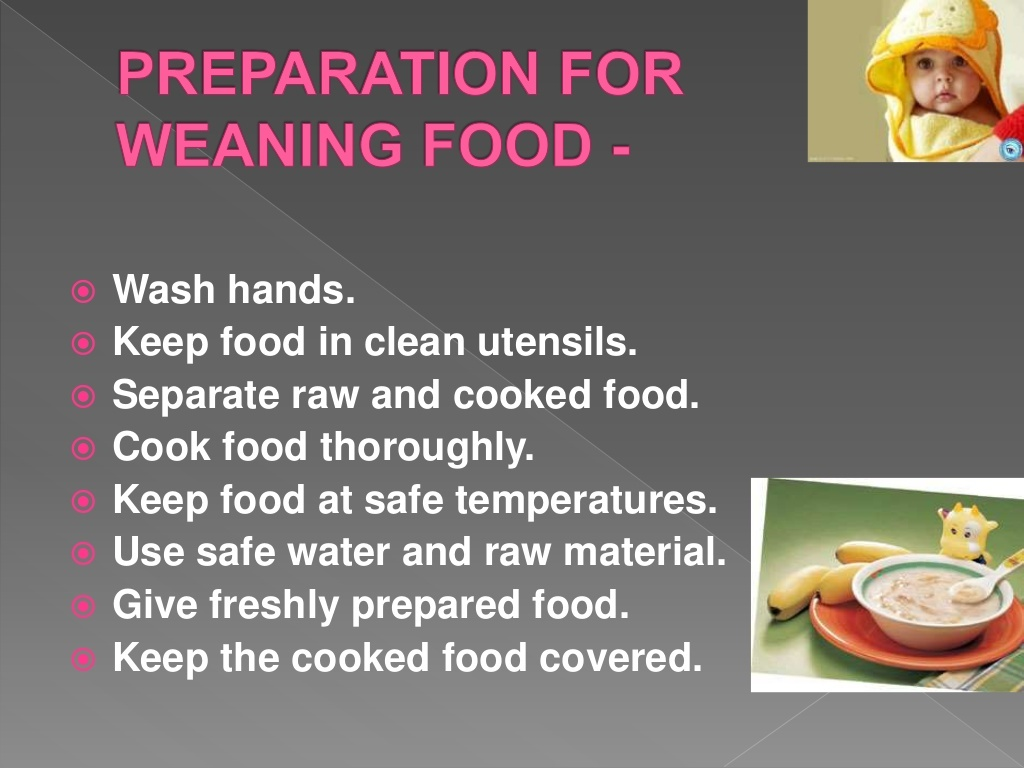 PREPARATION FOR
WEANING FOOD -
Wash hands.
Keep food in clean utensils.
Separate raw and cooked food.
Cook food thoroughly.
Keep food at safe temperatures.
Use safe water and raw material.
Give freshly prepared food.
Keep the cooked food covered.